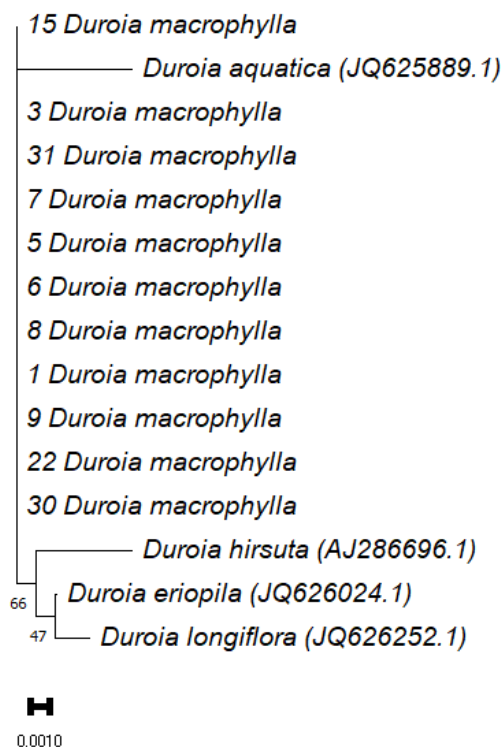 15 Duroia macrophylla
Duroia aquatica (JQ625889.1)
3 Duroia macrophylla
31 Duroia macrophylla
7 Duroia macrophylla
5 Duroia macrophylla
6 Duroia macrophylla
8 Duroia macrophylla
1 Duroia macrophylla
9 Duroia macrophylla
22 Duroia macrophylla
30 Duroia macrophylla
Duroia hirsuta (AJ286696.1)
66 Duroia eriopila (JQ626024.1)
47 Duroia longiflora (JQ626252.1)
0.0010